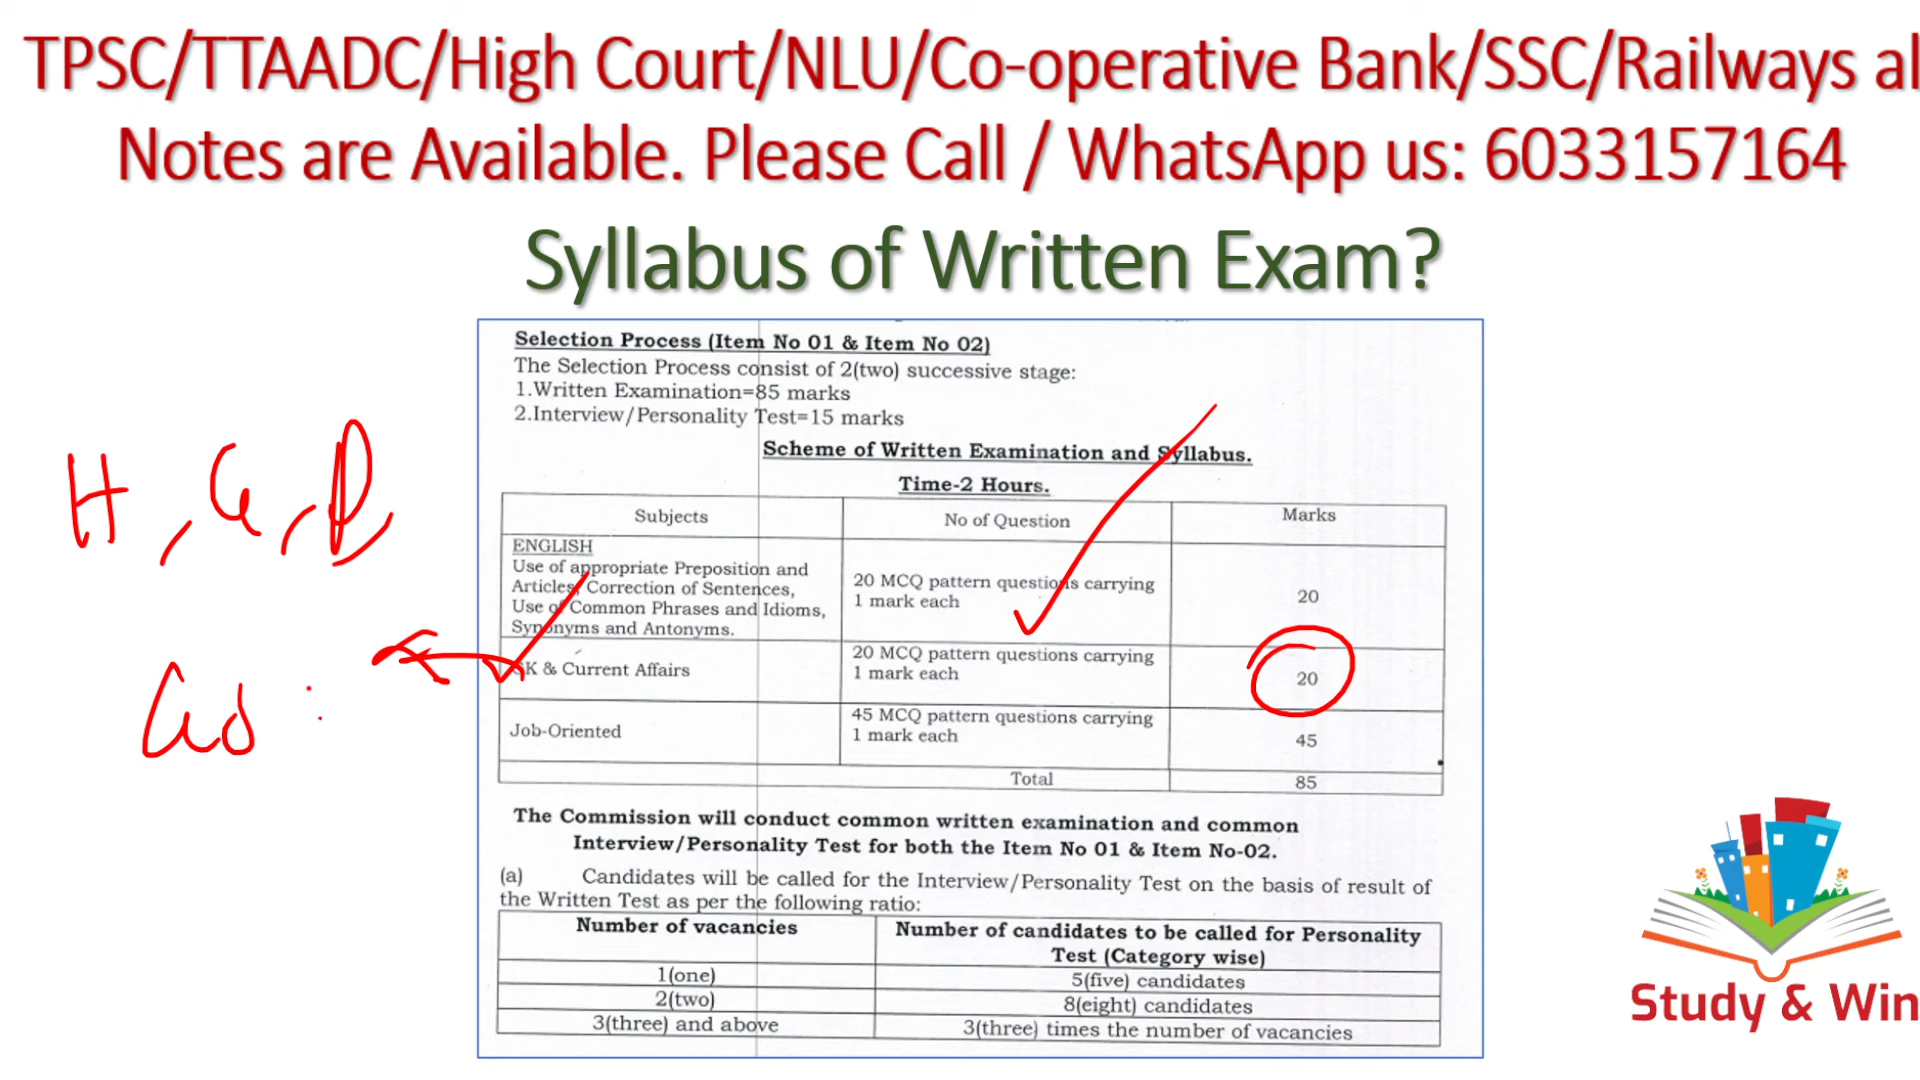 TPSC/TTAADC/High Court/NLU/Co-operative Bank/SSC/Railways al
Notes are Available. Please Call / WhatsApp us: 6033157164
Syllabus of Written Exam?
Selection Process (Item No 01 & Item No 02)
The Selection Process consist of 2(two) successive stage:
1.Written Examination=85 marks
2.Interview/Personality Test=15 marks
Scheme of Written Examination and Syllabus.
Time-2 Hours.
Subjects No of Question Marks
ENGLISH
Use of appropriate Preposition and
Articles, Correction of Sentences,
Use of Common Phrases and Idioms,
Synonyms and Antonyms.
20 MCQ pattern questions carrying
1 mark each
20
GK & Current Affairs
20 MCQ pattern questions carrying
1 mark each
20
Job-Oriented
45 MCQ pattern questions carrying
1 mark each
45
Total 85
The Commission will conduct common written examination and common
Interview/Personality Test for both the Item No 01 & Item No-02.
(a) Candidates will be called for the Interview/Personality Test on the basis of result of
the Written Test as per the following ratio:
Number of vacancies
Number of candidates to be called for Personality
Test (Category wise)
1(one) 5(five) candidates
2(two) 8(eight) candidates
3(three) and above 3(three) times the number of vacancies
Study & Win